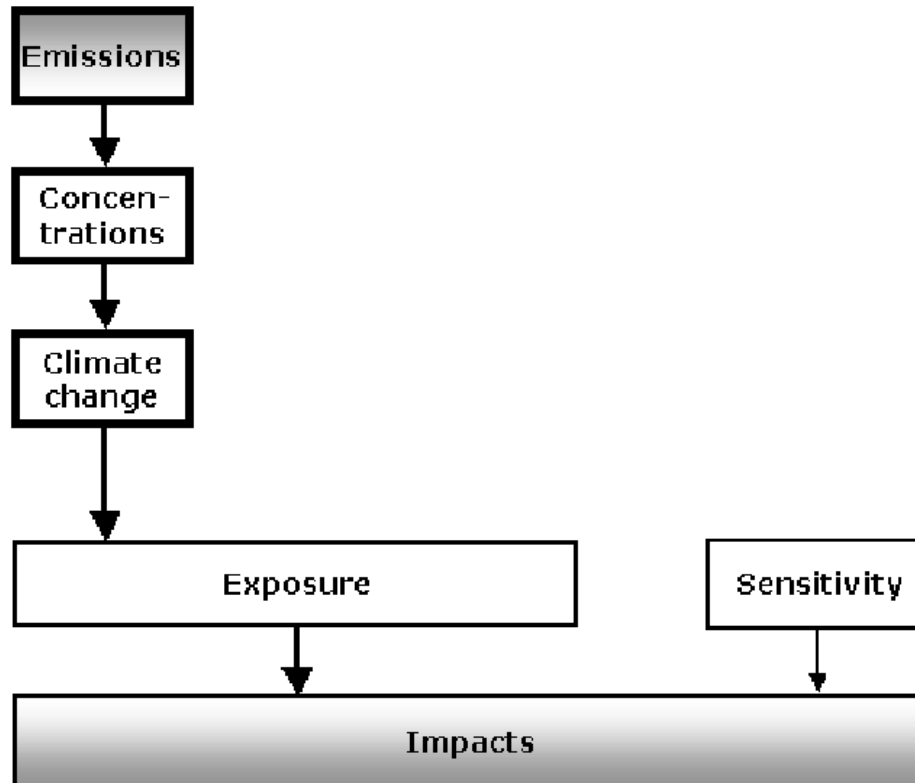 Emissions
Concen-
trations
Climate
change
Exposure
Sensitivity
Impacts